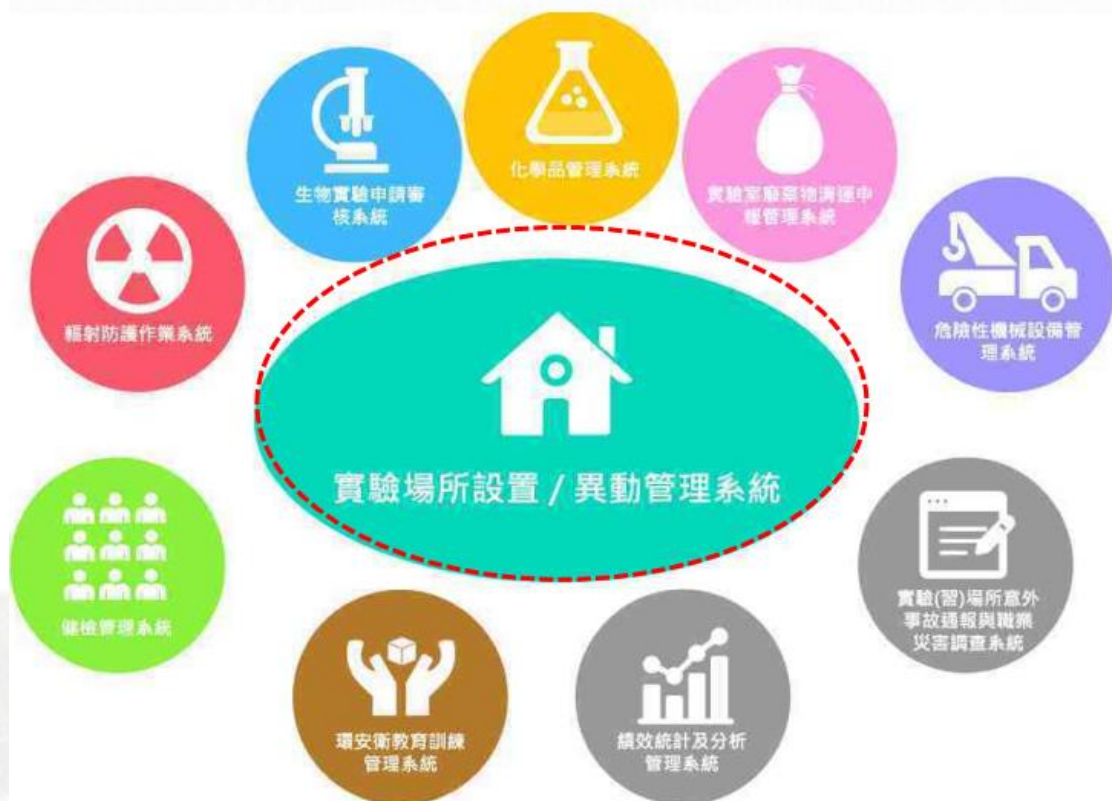 化學品管理系統
生物實驗申請審
核系統
實驗室廢棄物清運申
報管理系統
輻射防護作業系統
危險性機械設備管
理系統
實驗場所設置 / 異動管理系統
健檢管理系統
實驗(習)場所意外
事故通報與職業
災害調查系統
環安衛教育訓練
管理系統
績效統計及分析
管理系統